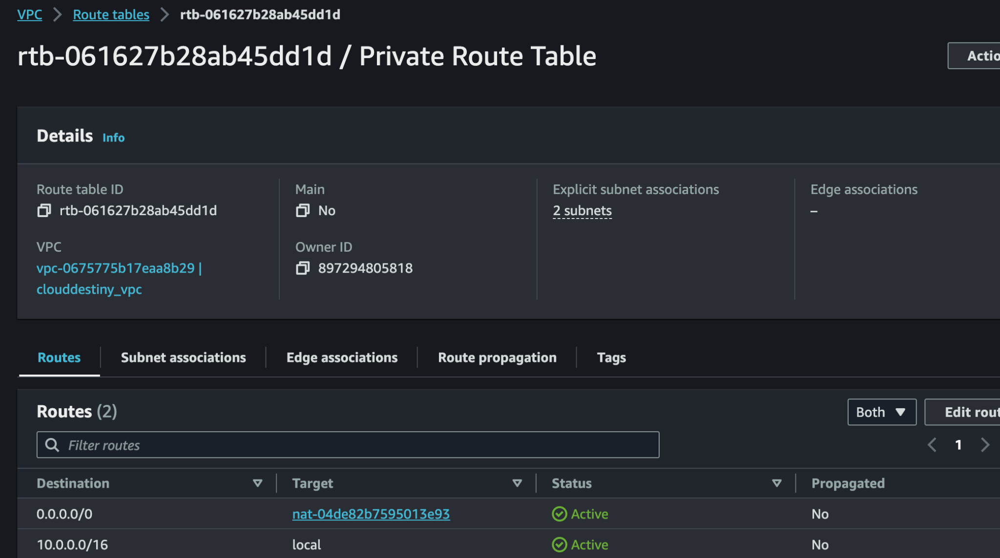 VPC > Route tables > rtb-061627b28ab45dd1d
rtb-061627b28ab45dd1d / Private Route Table
Actio
Details Info
Route table ID
rtb-061627b28ab45dd1d
Main
No
Explicit subnet associations
2 subnets
Edge associations
–
VPC
vpc-0675775b17eaa8b29 |
clouddestiny_vpc
Owner ID
897294805818
Routes Subnet associations Edge associations Route propagation Tags
Routes (2)
Both
Edit rout
Filter routes
1
Destination Target Status Propagated
0.0.0.0/0 nat-04de82b7595013e93 Active No
10.0.0.0/16 local Active No